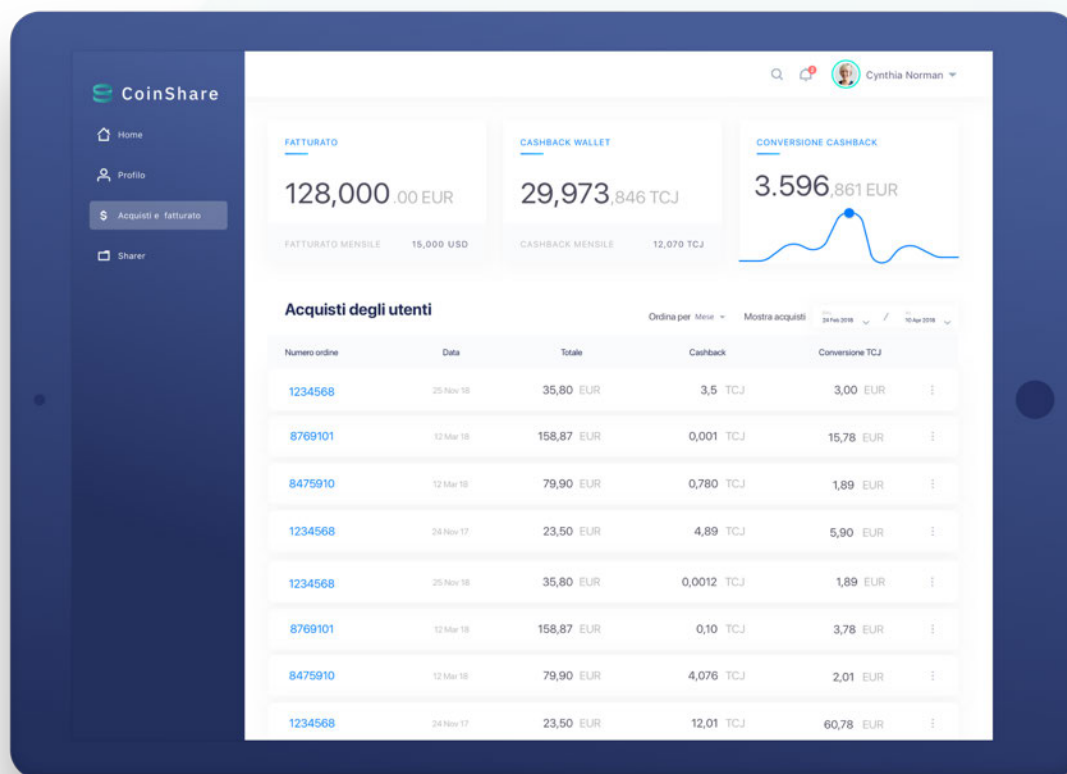 CoinShare
Home
Profilo
Acquisti e fatturato
Sharer
2
Cynthia Norman
FATTURATO
128,000.00 EUR
FATTURATO MENSILE 15,000 USD
CASHBACK WALLET
29,973,846 TCJ
CASHBACK MENSILE 12,070 TCJ
CONVERSIONE CASHBACK
3.596,861 EUR
Acquisti degli utenti
Ordina per Mese Mostra acquisti 24 Feb 2018 / 10 Apr 2018
Numero ordine Data Totale Cashback Conversione TCJ
1234568 25 Nov 18 35,80 EUR 3,5 TCJ 3,00 EUR
8769101 12 Mar 18 158,87 EUR 0,001 TCJ 15,78 EUR
8475910 12 Mar 18 79,90 EUR 0,780 TCJ 1,89 EUR
1234568 24 Nov 17 23,50 EUR 4,89 TCJ 5,90 EUR
1234568 25 Nov 18 35,80 EUR 0,0012 TCJ 1,89 EUR
8769101 12 Mar 18 158,87 EUR 0,10 TCJ 3,78 EUR
8475910 12 Mar 18 79,90 EUR 4,076 TCJ 2,01 EUR
1234568 24 Nov 17 23,50 EUR 12,01 TCJ 60,78 EUR